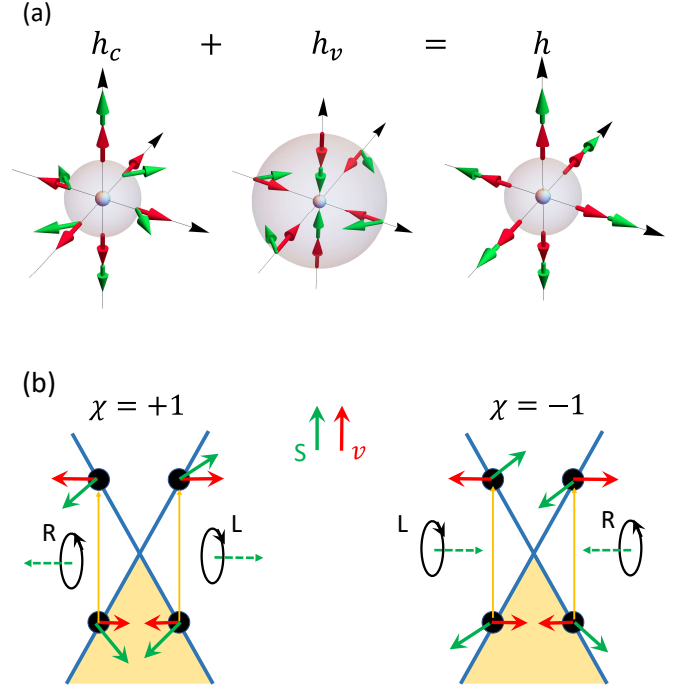 (a)
h_c + h_v = h
(b)
χ = +1 χ = −1
S v
R L L R